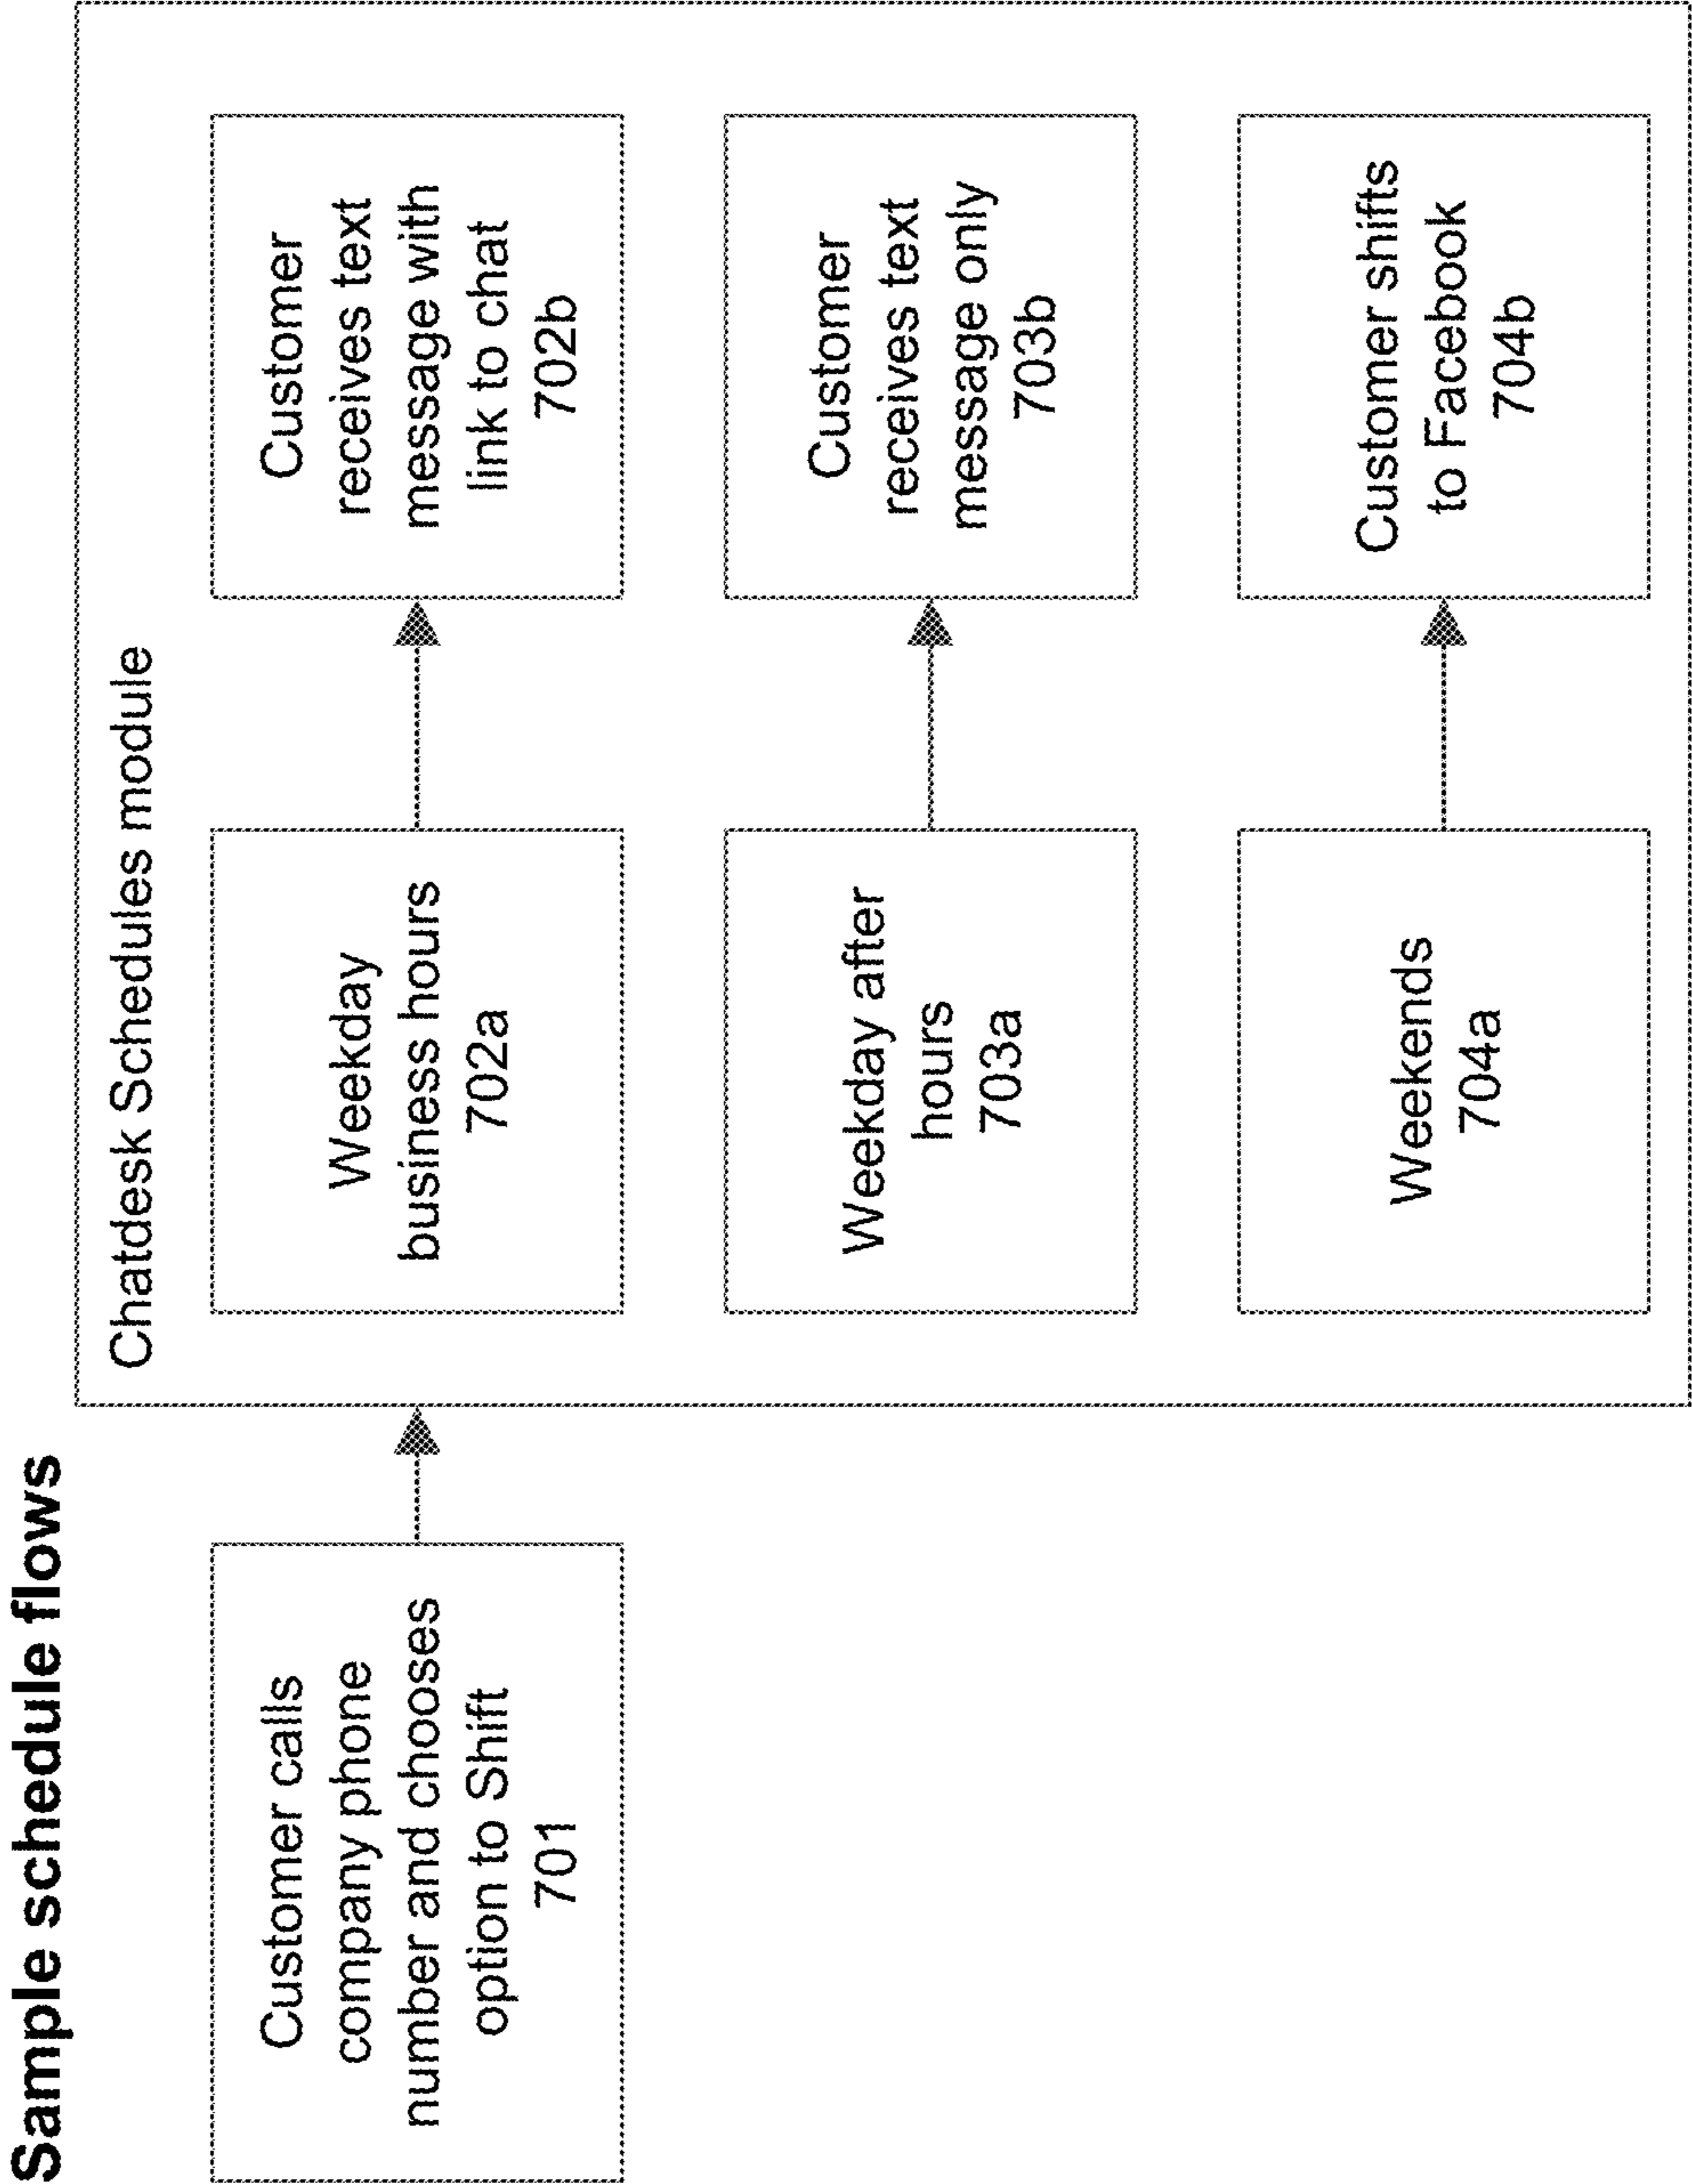 Sample schedule flows
Customer calls
company phone
number and chooses
option to Shift
701
Chatdesk Schedules module
Weekday
business hours
702a
Customer
receives text
message with
link to chat
702b
Weekday after
hours
703a
Customer
receives text
message only
703b
Weekends
704a
Customer shifts
to Facebook
704b